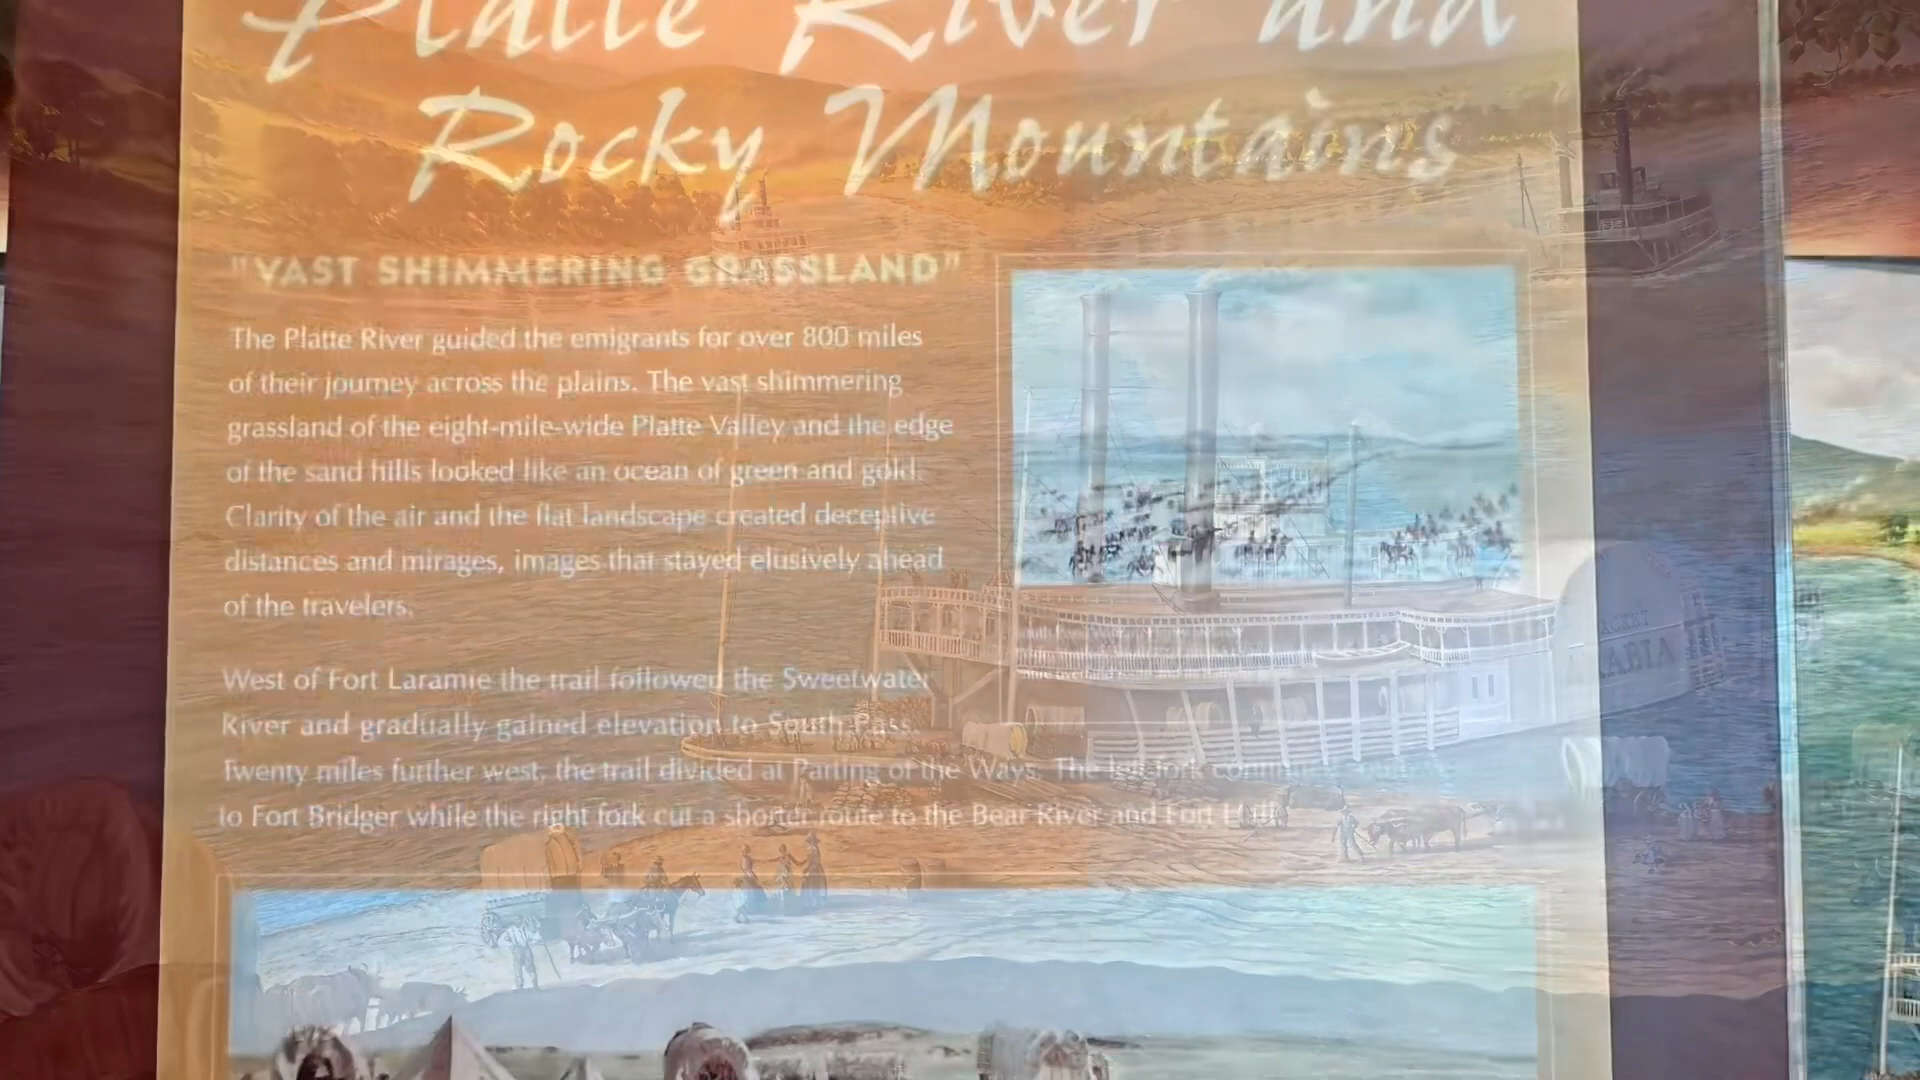 Platte River and
Rocky Mountains
"VAST SHIMMERING GRASSLAND"
The Platte River guided the emigrants for over 800 miles
of their journey across the plains. The vast shimmering
grassland of the eight-mile-wide Platte Valley and the edge
of the sand hills looked like an ocean of green and gold.
Clarity of the air and the flat landscape created deceptive
distances and mirages, images that stayed elusively ahead
of the travelers.
West of Fort Laramie the trail followed the Sweetwater
River and gradually gained elevation to South Pass.
Twenty miles further west, the trail divided at Parting of the Ways. The left fork
to Fort Bridger while the right fork cut a shorter route to the Bear River and Fort Hall.